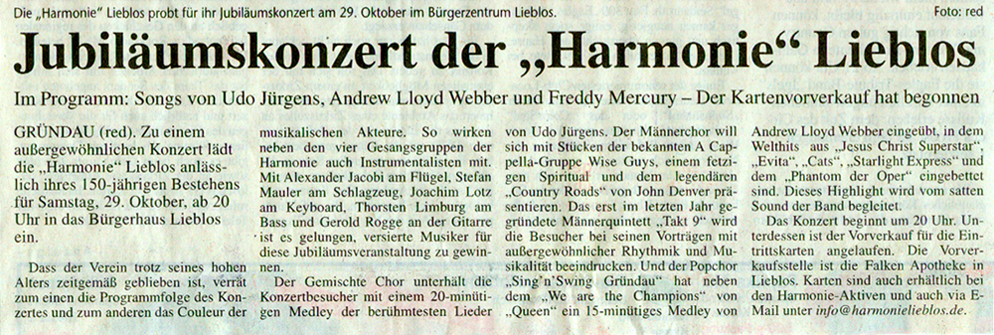 Die „Harmonie“ Lieblos probt für ihr Jubiläumskonzert am 29. Oktober im Bürgerzentrum Lieblos.
Foto: red
Jubiläumskonzert der „Harmonie“ Lieblos
Im Programm: Songs von Udo Jürgens, Andrew Lloyd Webber und Freddy Mercury – Der Kartenvorverkauf hat begonnen
GRÜNDAU (red). Zu einem
außergewöhnlichen Konzert lädt
die „Harmonie“ Lieblos anläss-
lich ihres 150-jährigen Bestehens
für Samstag, 29. Oktober, ab 20
Uhr in das Bürgerhaus Lieblos
ein.
Dass der Verein trotz seines hohen
Alters zeitgemäß geblieben ist, verrät
zum einen die Programmfolge des Kon-
zertes und zum anderen das Couleur der
musikalischen Akteure. So wirken
neben den vier Gesangsgruppen der
Harmonie auch Instrumentalisten mit.
Mit Alexander Jacobi am Flügel, Stefan
Mauler am Schlagzeug, Joachim Lotz
am Keyboard, Thorsten Limburg am
Bass und Gerold Rogge an der Gitarre
ist es gelungen, versierte Musiker für
diese Jubiläumsveranstaltung zu gewin-
nen.
Der Gemischte Chor unterhält die
Konzertbesucher mit einem 20-minüti-
gen Medley der berühmtesten Lieder
von Udo Jürgens. Der Männerchor will
sich mit Stücken der bekannten A Ca-
pella-Gruppe Wise Guys, einem fetzi-
gen Spiritual und dem legendären
„Country Roads“ von John Denver prä-
sentieren. Das erst im letzten Jahr ge-
gründete Männerquintett „Takt 9“ wird
die Besucher bei seinen Vorträgen mit
außergewöhnlicher Rhythmik und Mu-
sikalität beeindrucken. Und der Popchor
„Sing'n'Swing Gründau“ hat neben
dem „We are the Champions“ von
„Queen“ ein 15-minütiges Medley von
Andrew Lloyd Webber eingeübt, in dem
Welthits aus „Jesus Christ Superstar“,
„Evita“, „Cats“, „Starlight Express“ und
dem „Phantom der Oper“ eingebettet
sind. Dieses Highlight wird vom satten
Sound der Band begleitet.
Das Konzert beginnt um 20 Uhr. Un-
terdessen ist der Vorverkauf für die Ein-
trittskarten angelaufen. Die Vorver-
kaufsstelle ist die Falken Apotheke in
Lieblos. Karten sind auch erhältlich bei
den Harmonie-Aktiven und auch via E-
Mail unter info@harmonielieblos.de.